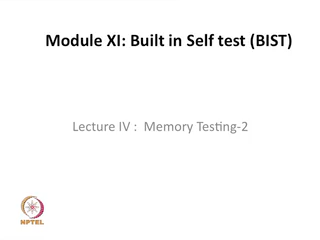 Module XI: Built in Self test (BIST)
Lecture IV :  Memory Testing-2
NPTEL